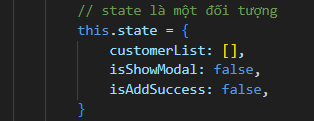 // state là một đối tượng
this.state = {
customerList: [],
isShowModal: false,
isAddSuccess: false,
}